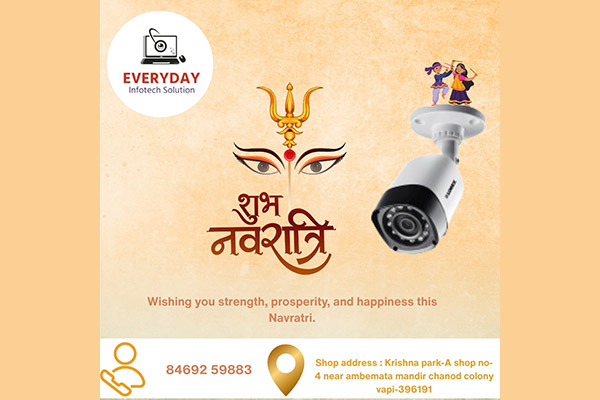 EVERYDAY
Infotech Solution
शुभ
नवरात्रि
Wishing you strength, prosperity, and happiness this
Navratri.
84692 59883
Shop address : Krishna park-A shop no-
4 near ambemata mandir chanod colony
vapi-396191